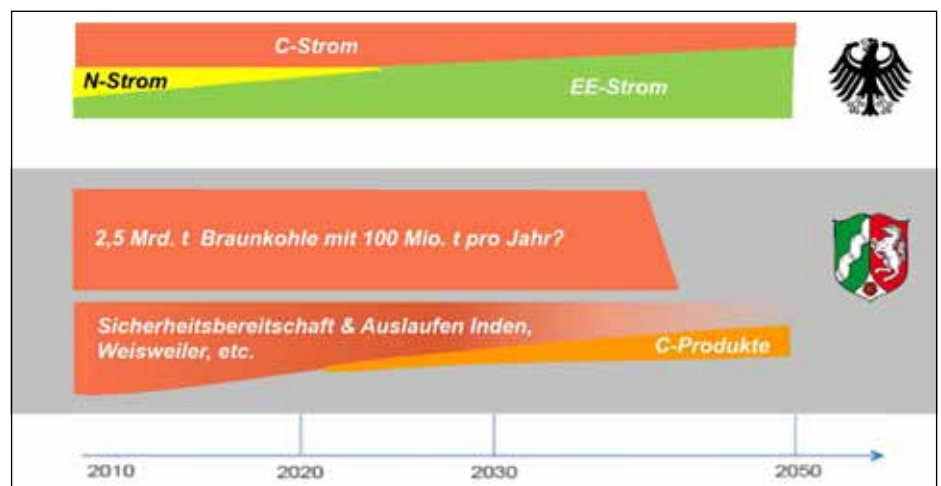 C-Strom
N-Strom
EE-Strom
2,5 Mrd. t Braunkohle mit 100 Mio. t pro Jahr?
Sicherheitsbereitschaft & Auslaufen Inden,
Weisweiler, etc.
C-Produkte
2010 2020 2030 2050